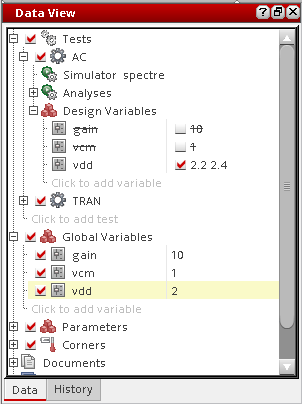 Data View
Tests
AC
Simulator spectre
Analyses
Design Variables
gain 10
vcm 1
vdd 2.2 2.4
Click to add variable
TRAN
Click to add test
Global Variables
gain 10
vcm 1
vdd 2
Click to add variable
Parameters
Corners
Documents
Data History